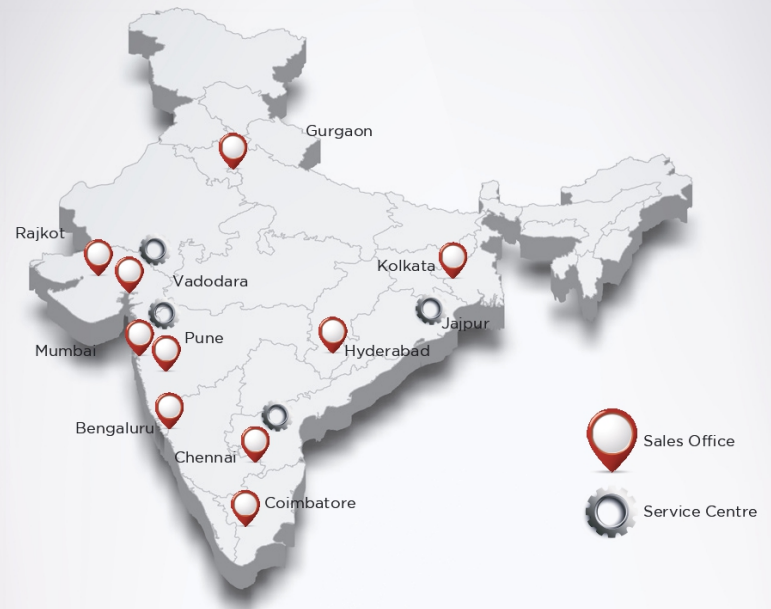 Gurgaon
Rajkot
Kolkata
Vadodara
Jajpur
Pune
Mumbai
Hyderabad
Bengaluru
Sales Office
Chennai
Coimbatore
Service Centre